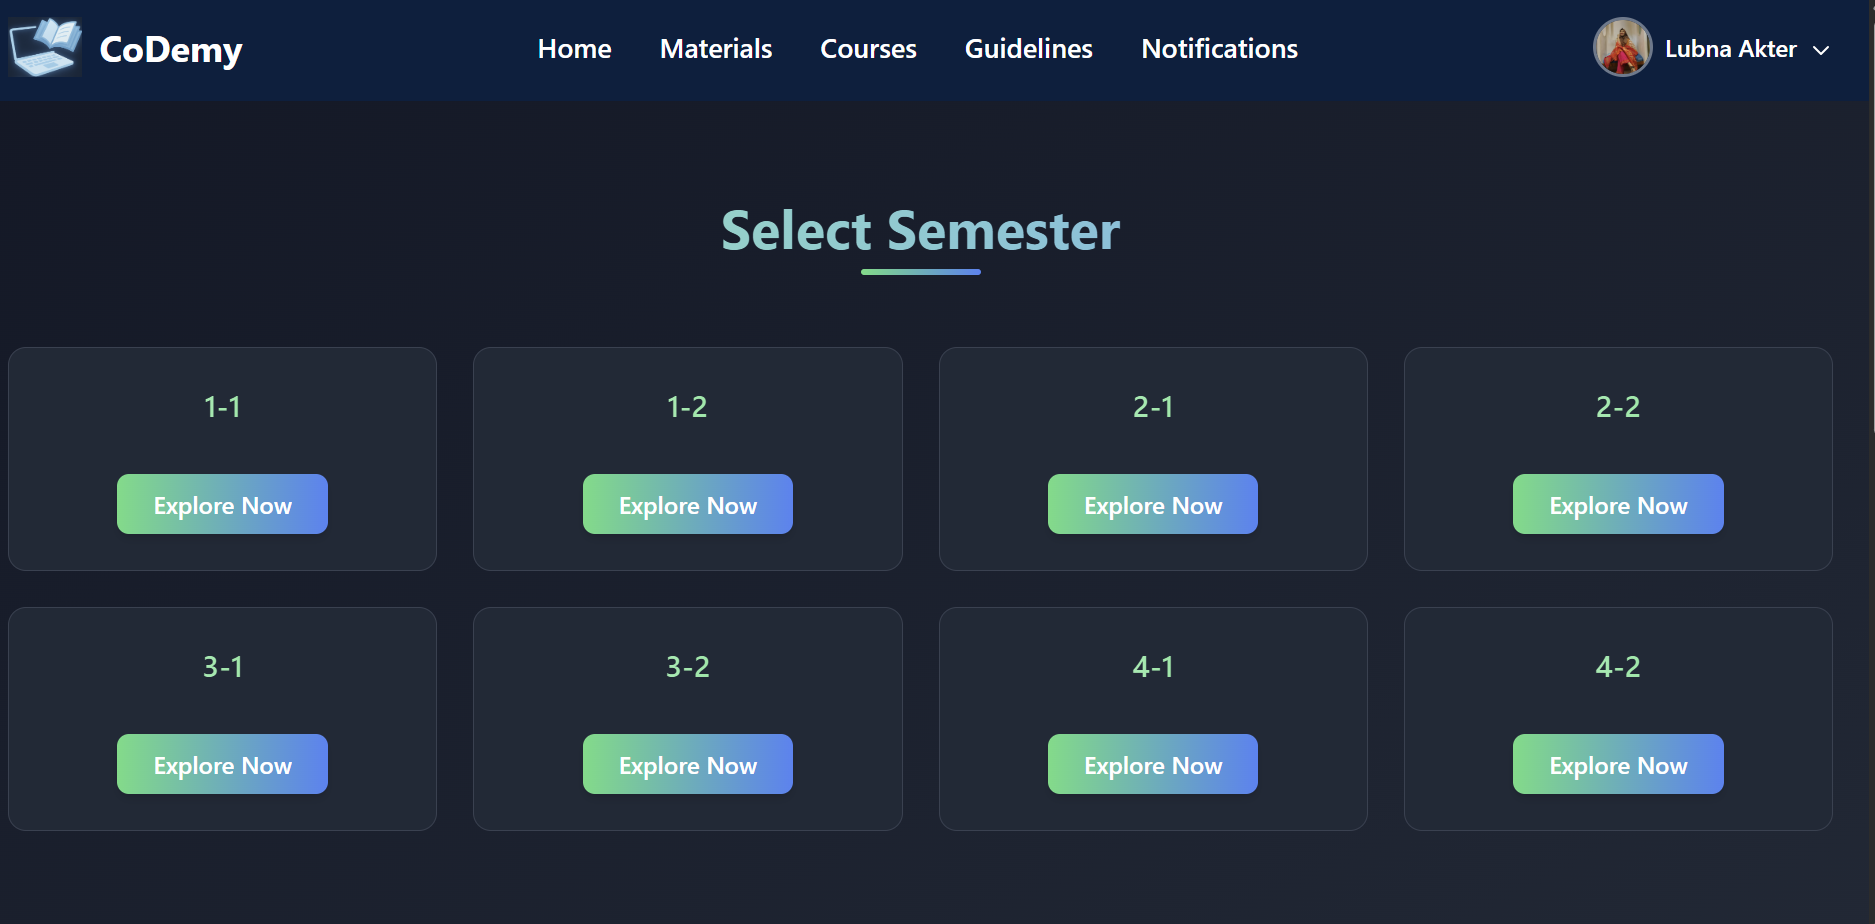 CoDemy Home Materials Courses Guidelines Notifications Lubna Akter
Select Semester
1-1 1-2 2-1 2-2
Explore Now Explore Now Explore Now Explore Now
3-1 3-2 4-1 4-2
Explore Now Explore Now Explore Now Explore Now